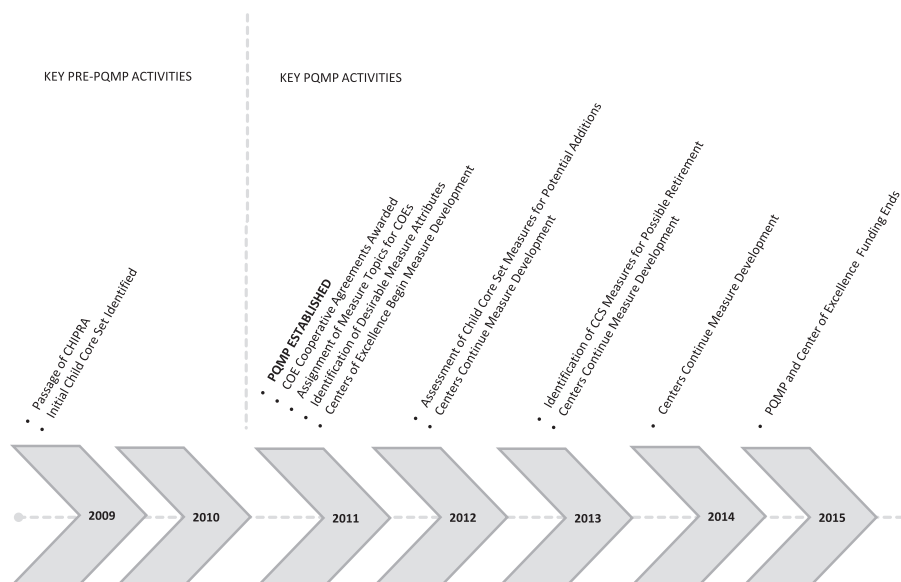 KEY PRE-PQMP ACTIVITIES
KEY PQMP ACTIVITIES
• Passage of CHIPRA
• Initial Child Core Set Identified
• PQMP ESTABLISHED
• COE Cooperative Agreements Awarded
• Assignment of Measure Topics for COEs
• Identification of Desirable Measure Attributes
• Centers of Excellence Begin Measure Development
• Assessment of Child Core Set Measures for Potential Additions
• Centers Continue Measure Development
• Identification of CCS Measures for Possible Retirement
• Centers Continue Measure Development
• Centers Continue Measure Development
• PQMP and Center of Excellence Funding Ends
2009
2010
2011
2012
2013
2014
2015